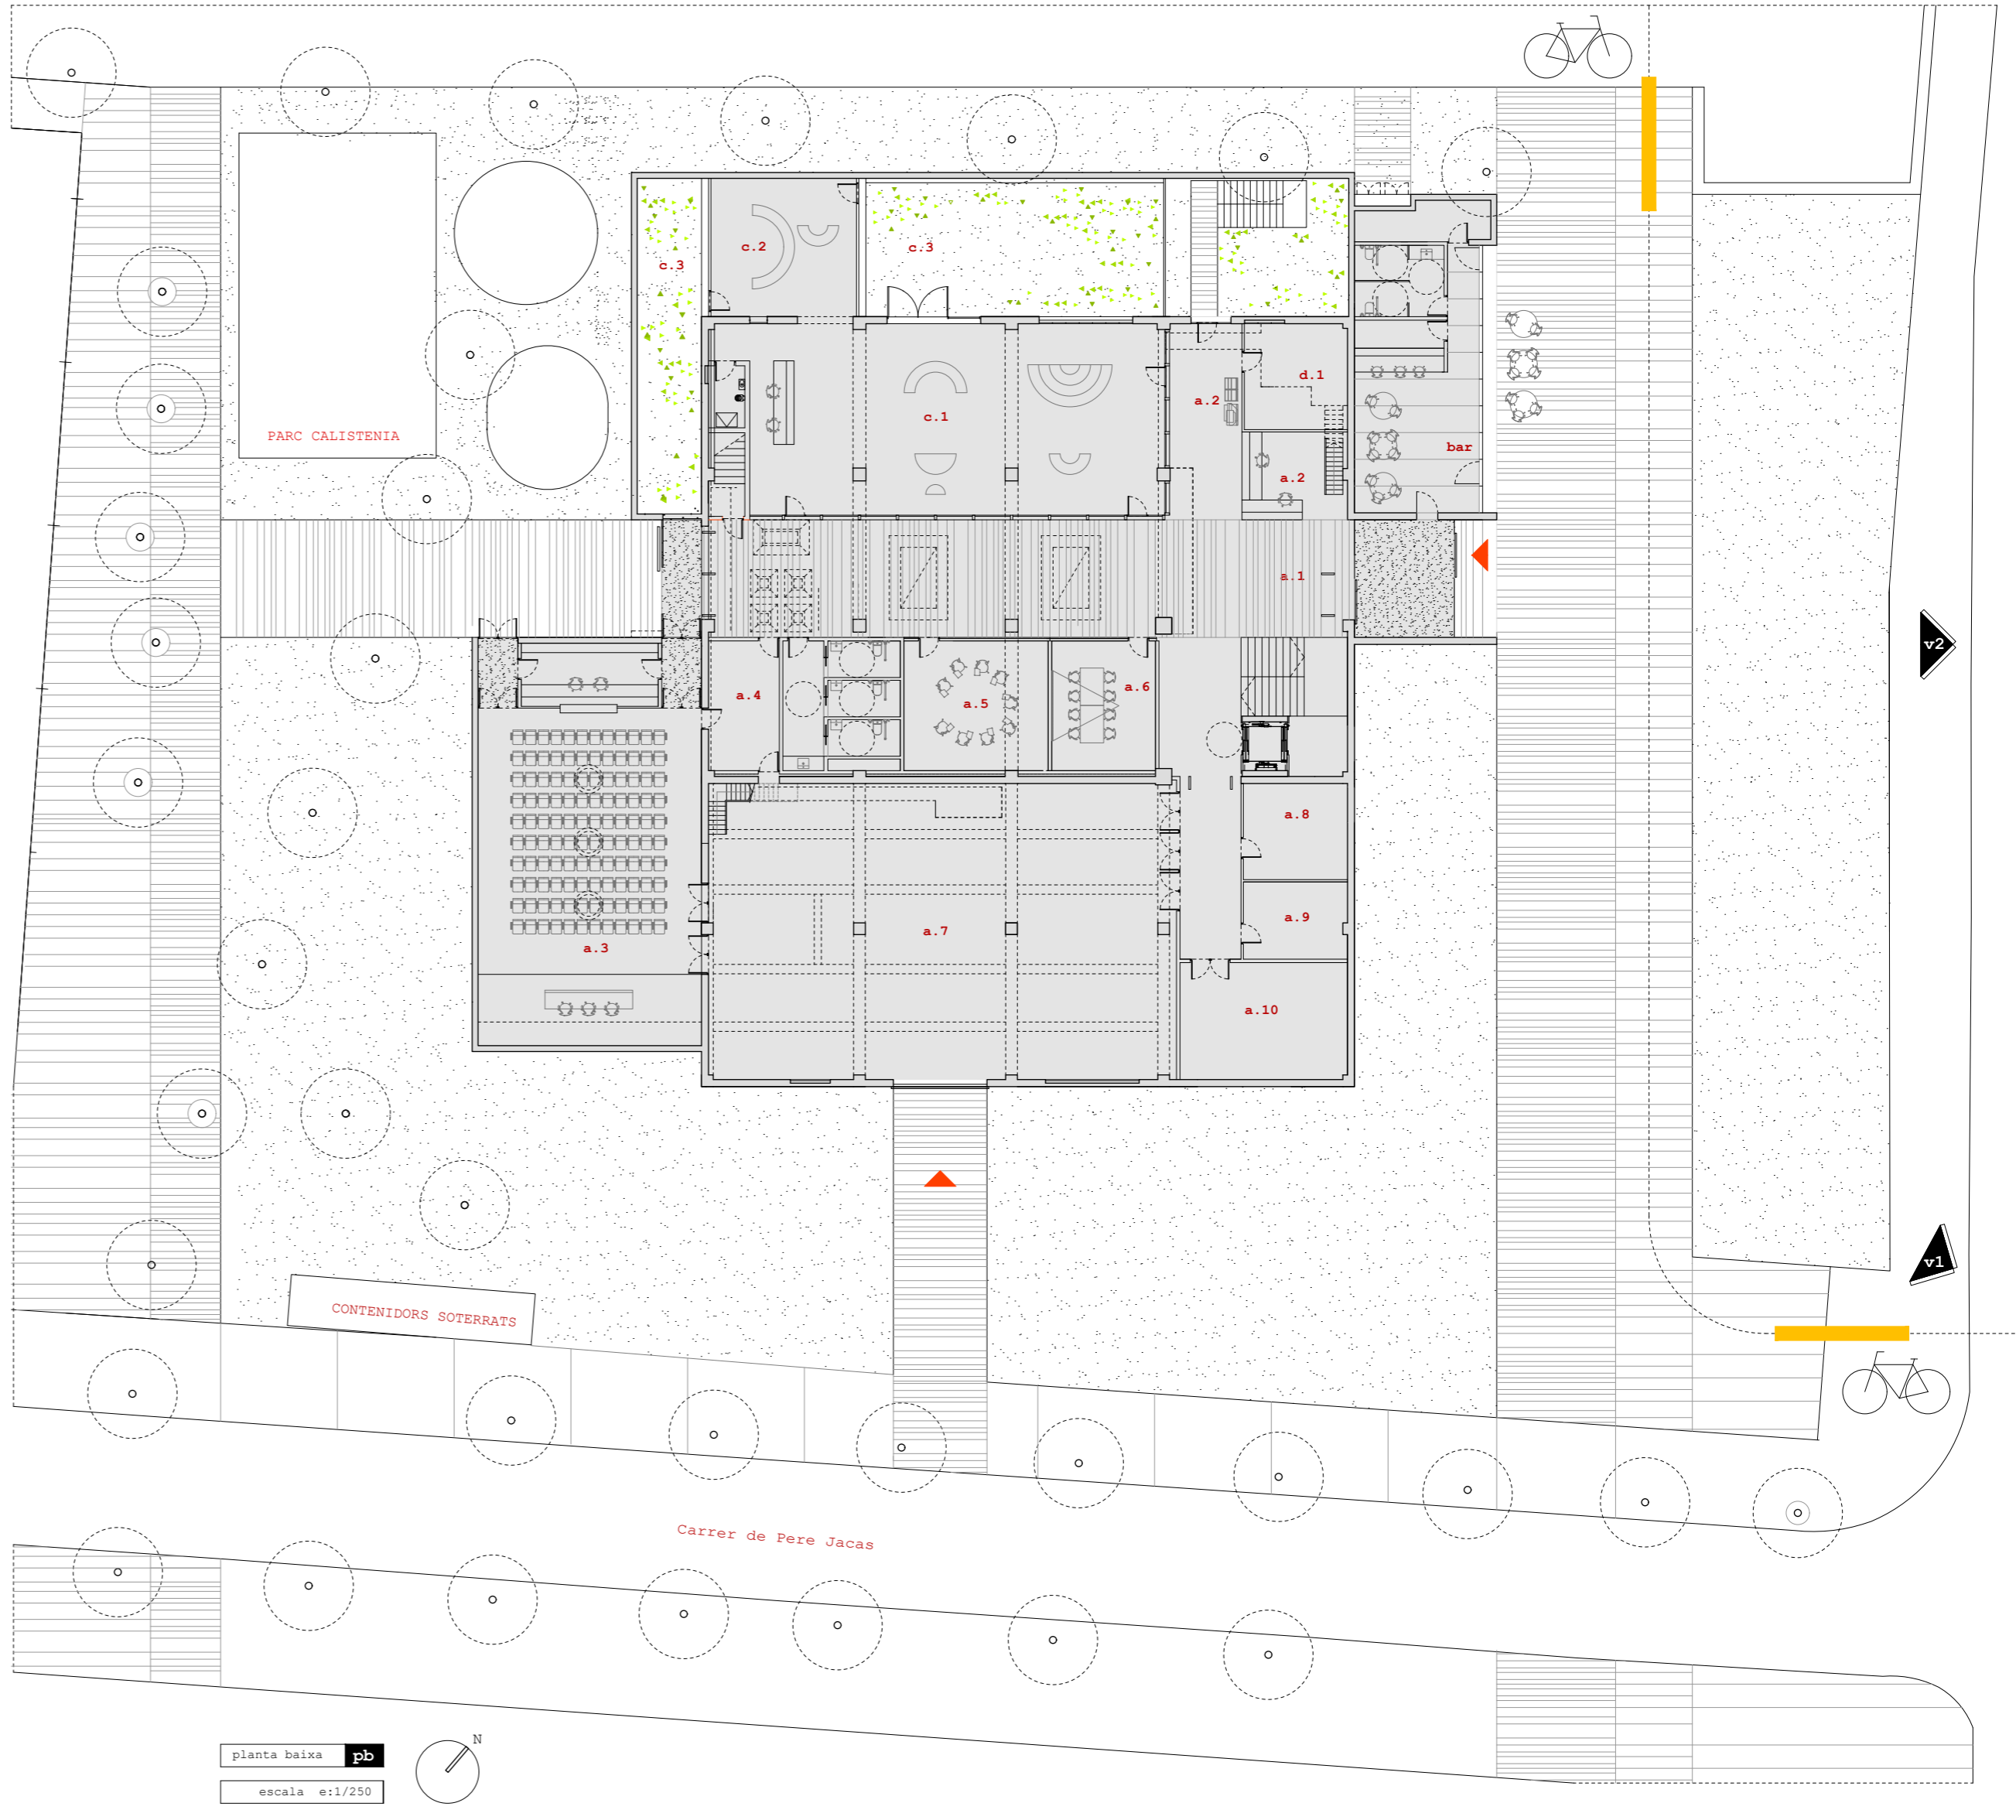 c.2
c.3
c.3
d.1
a.2
c.1
PARC CALISTENIA
bar
a.2
a.1
v2
a.6
a.4
a.5
a.8
a.9
a.7
a.3
a.10
v1
CONTENIDORS SOTERRATS
Carrer de Pere Jacas
N
planta baixa pb
escala e:1/250